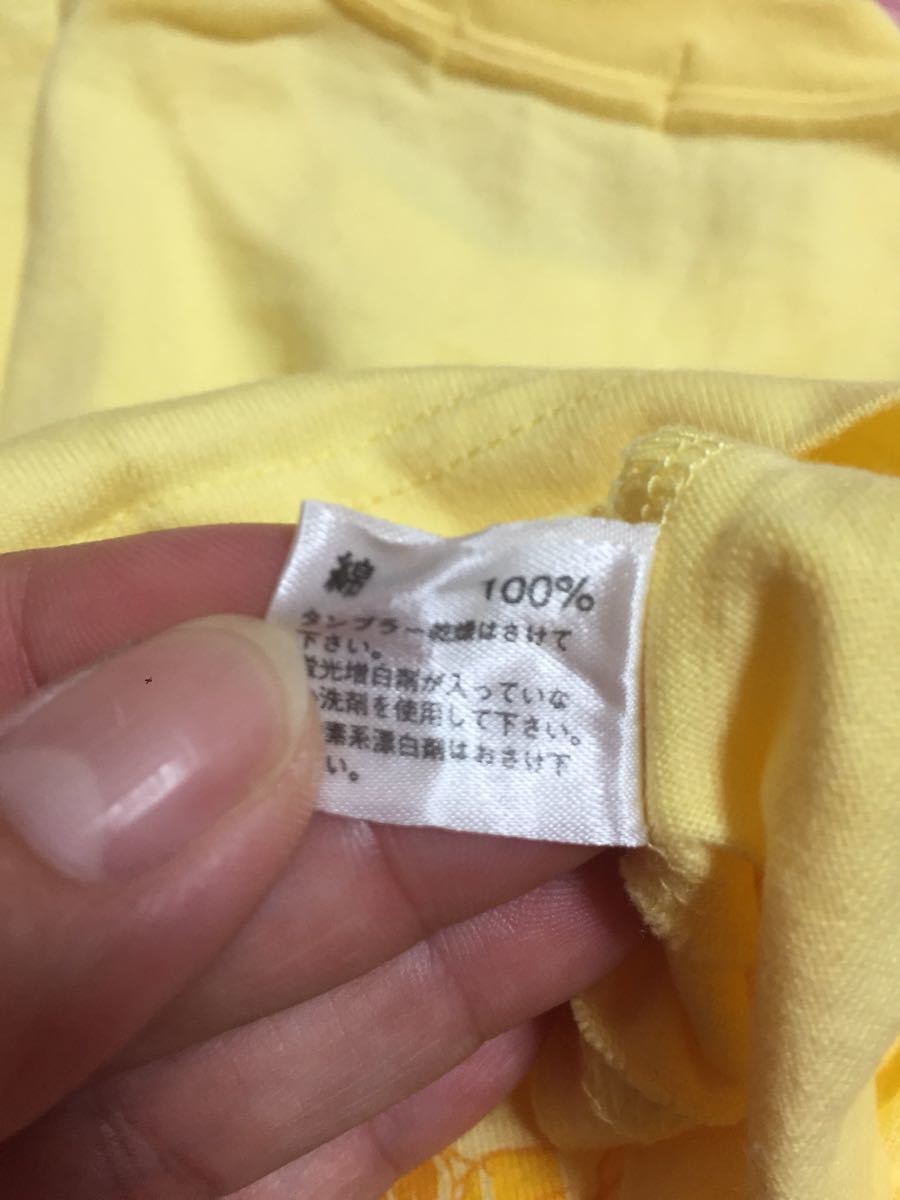 綿 100%
タンブラー乾燥はさけて
下さい。
蛍光増白剤が入っていな
い洗剤を使用して下さい。
素系漂白剤はおさけ下
い。